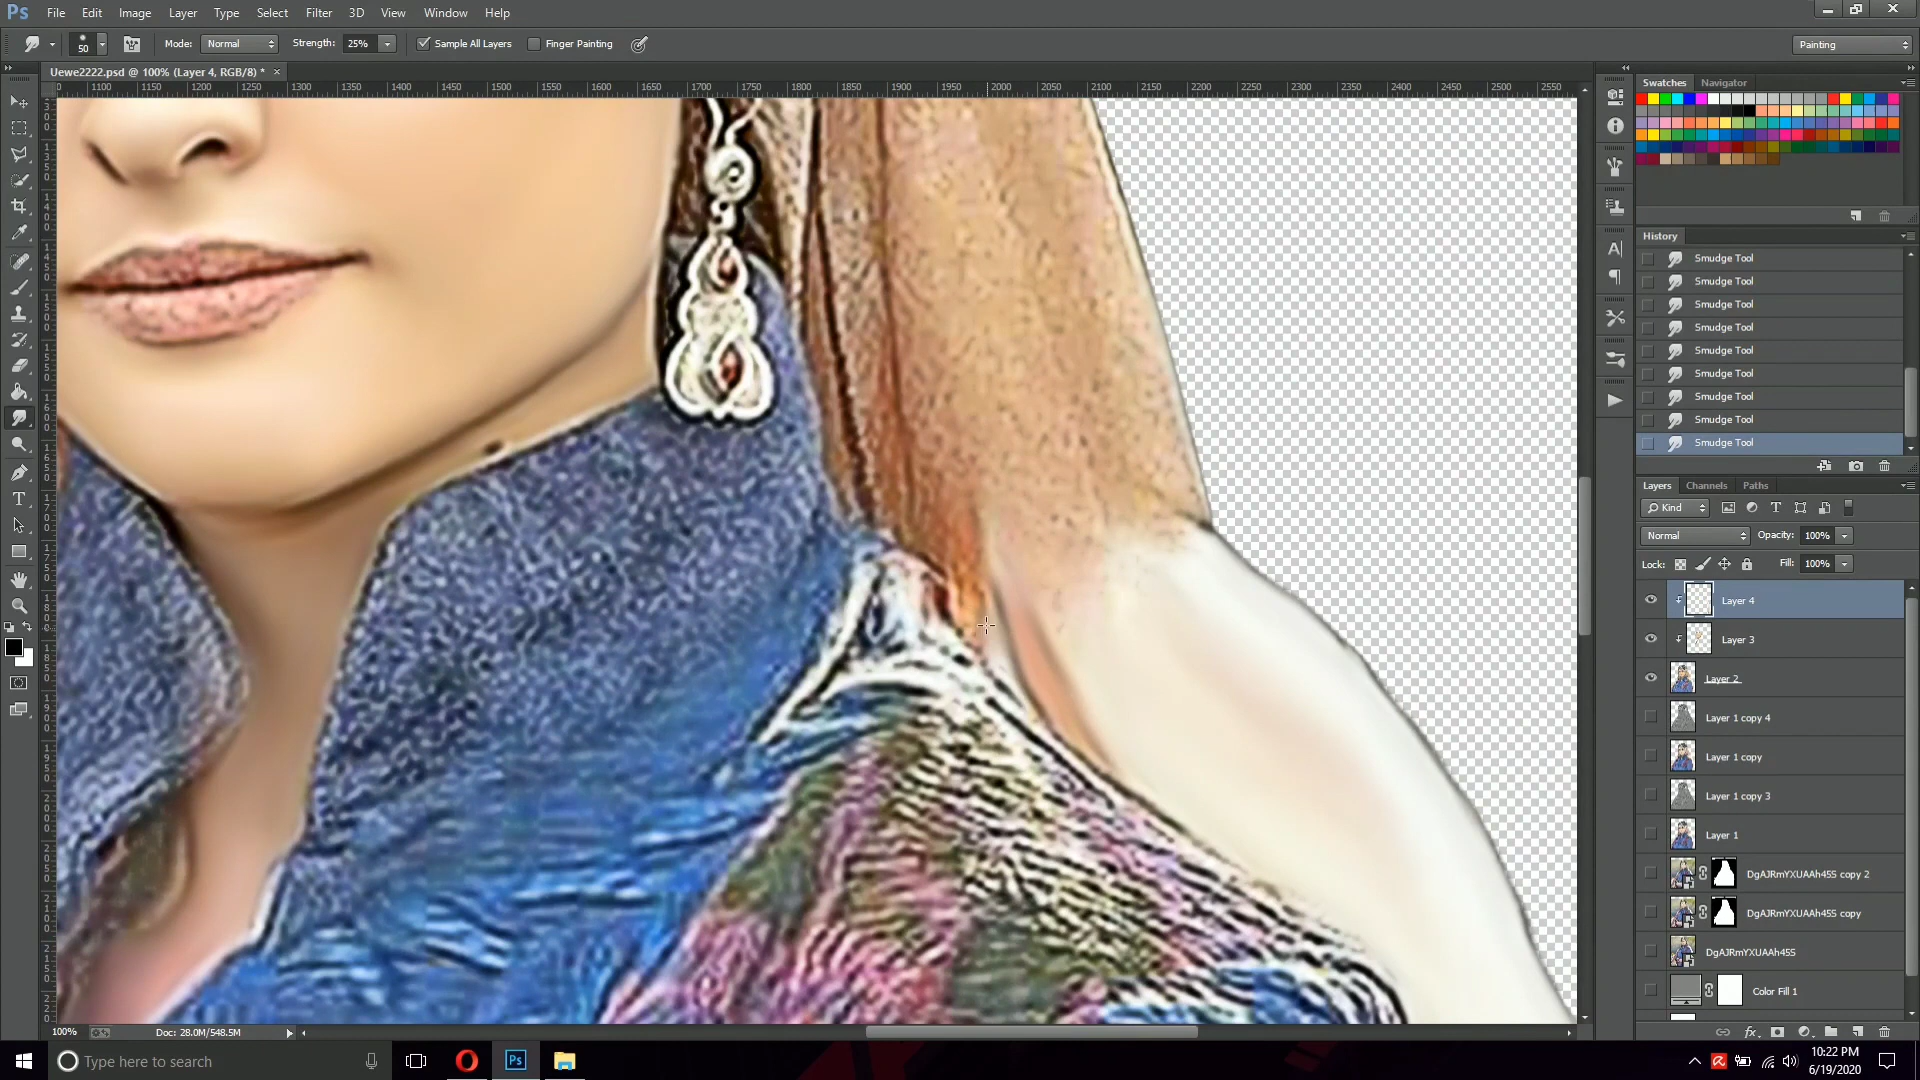 Ps File Edit Image Layer Type Select Filter 3D View Window Help
50 Mode: Normal Strength: 25% Sample All Layers Finger Painting Painting
Uewe2222.psd @ 100% (Layer 4, RGB/8) * ×
0 1100 1150 1200 1250 1300 1350 1400 1450 1500 1550 1600 1650 1700 1750 1800 1850 1900 1950 2000 2050 2100 2150 2200 2250 2300 2350 2400 2450 2500 2550
Swatches Navigator
History
Smudge Tool
Smudge Tool
Smudge Tool
Smudge Tool
Smudge Tool
Smudge Tool
Smudge Tool
Smudge Tool
Smudge Tool
Layers Channels Paths
Kind
Normal Opacity: 100%
Lock: Fill: 100%
Layer 4
Layer 3
Layer 2
Layer 1 copy 4
Layer 1 copy
Layer 1 copy 3
Layer 1
DgAJRmYXUAAh45S copy 2
DgAJRmYXUAAh45S copy
DgAJRmYXUAAh45S
Color Fill 1
100% Doc: 28.0M/548.5M
Type here to search
Ps
10:22 PM
6/19/2020